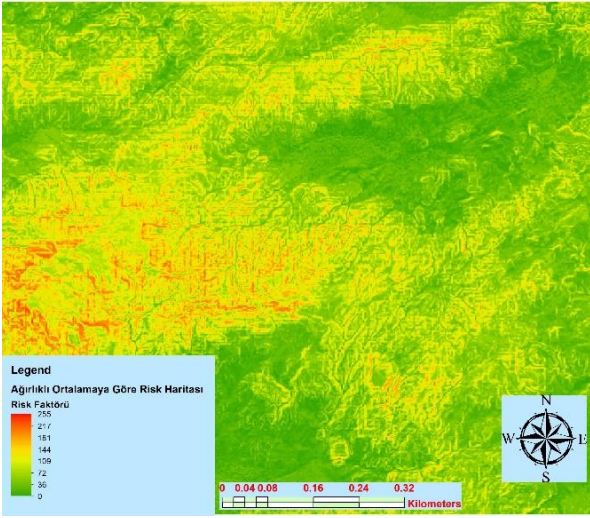 Legend
Ağırlıklı Ortalamaya Göre Risk Haritası
Risk Faktörü
255
217
181
144
109
72
36
0
0 0.04 0.08 0.16 0.24 0.32
Kilometers
N
W E
S